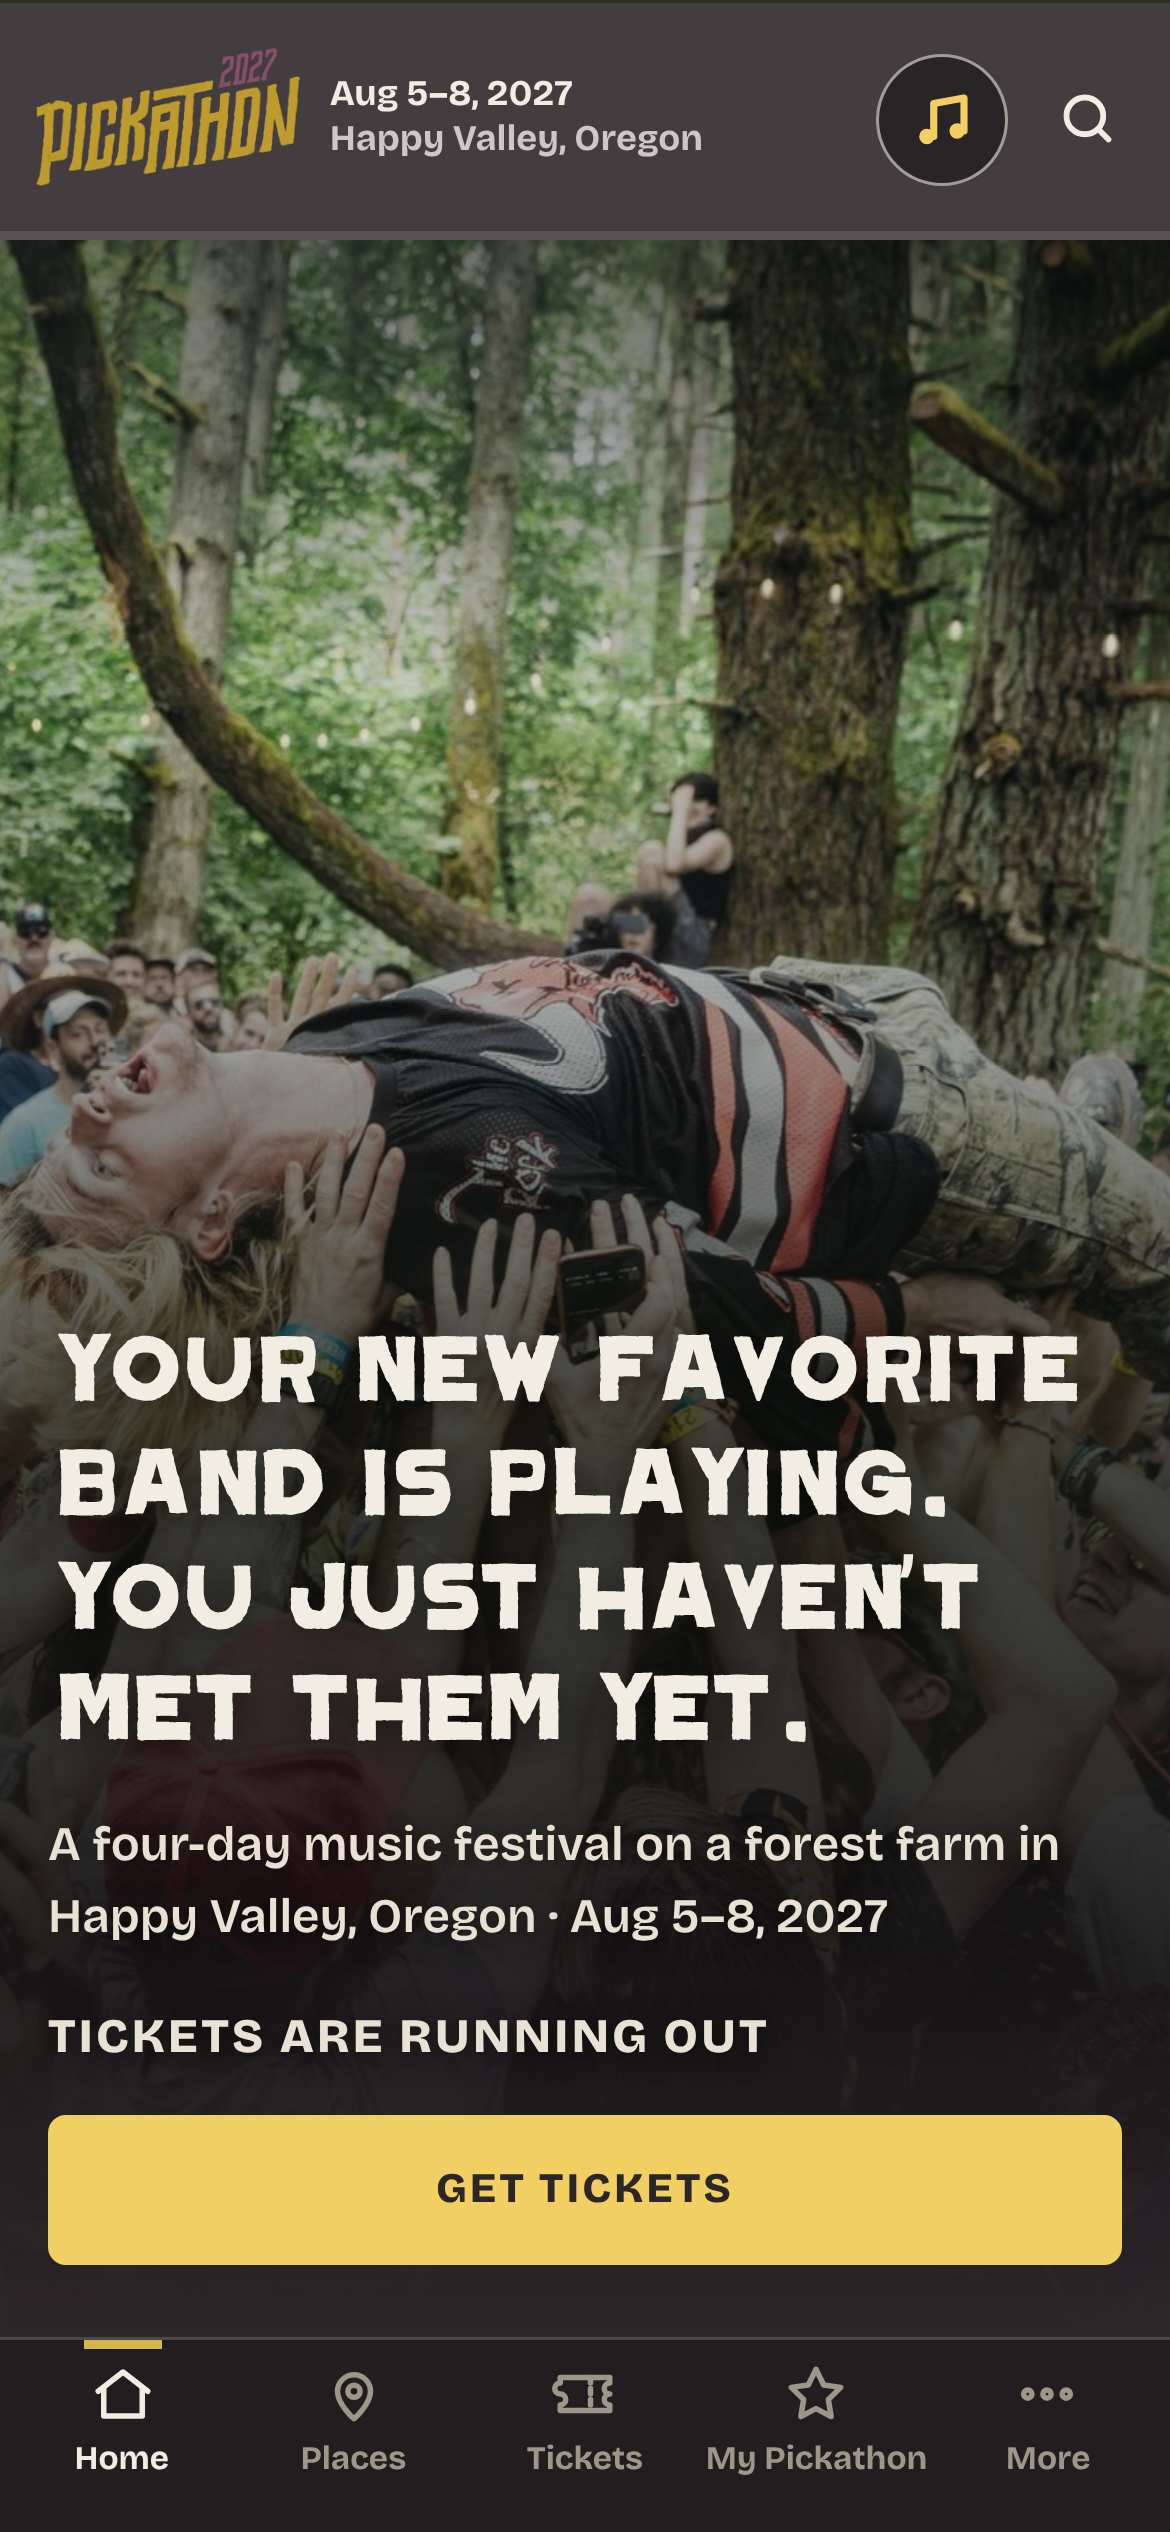 2027
PICKATHON
Aug 5–8, 2027
Happy Valley, Oregon
YOUR NEW FAVORITE
BAND IS PLAYING.
YOU JUST HAVEN'T
MET THEM YET.
A four-day music festival on a forest farm in
Happy Valley, Oregon · Aug 5–8, 2027
TICKETS ARE RUNNING OUT
GET TICKETS
Home
Places
Tickets
My Pickathon
More